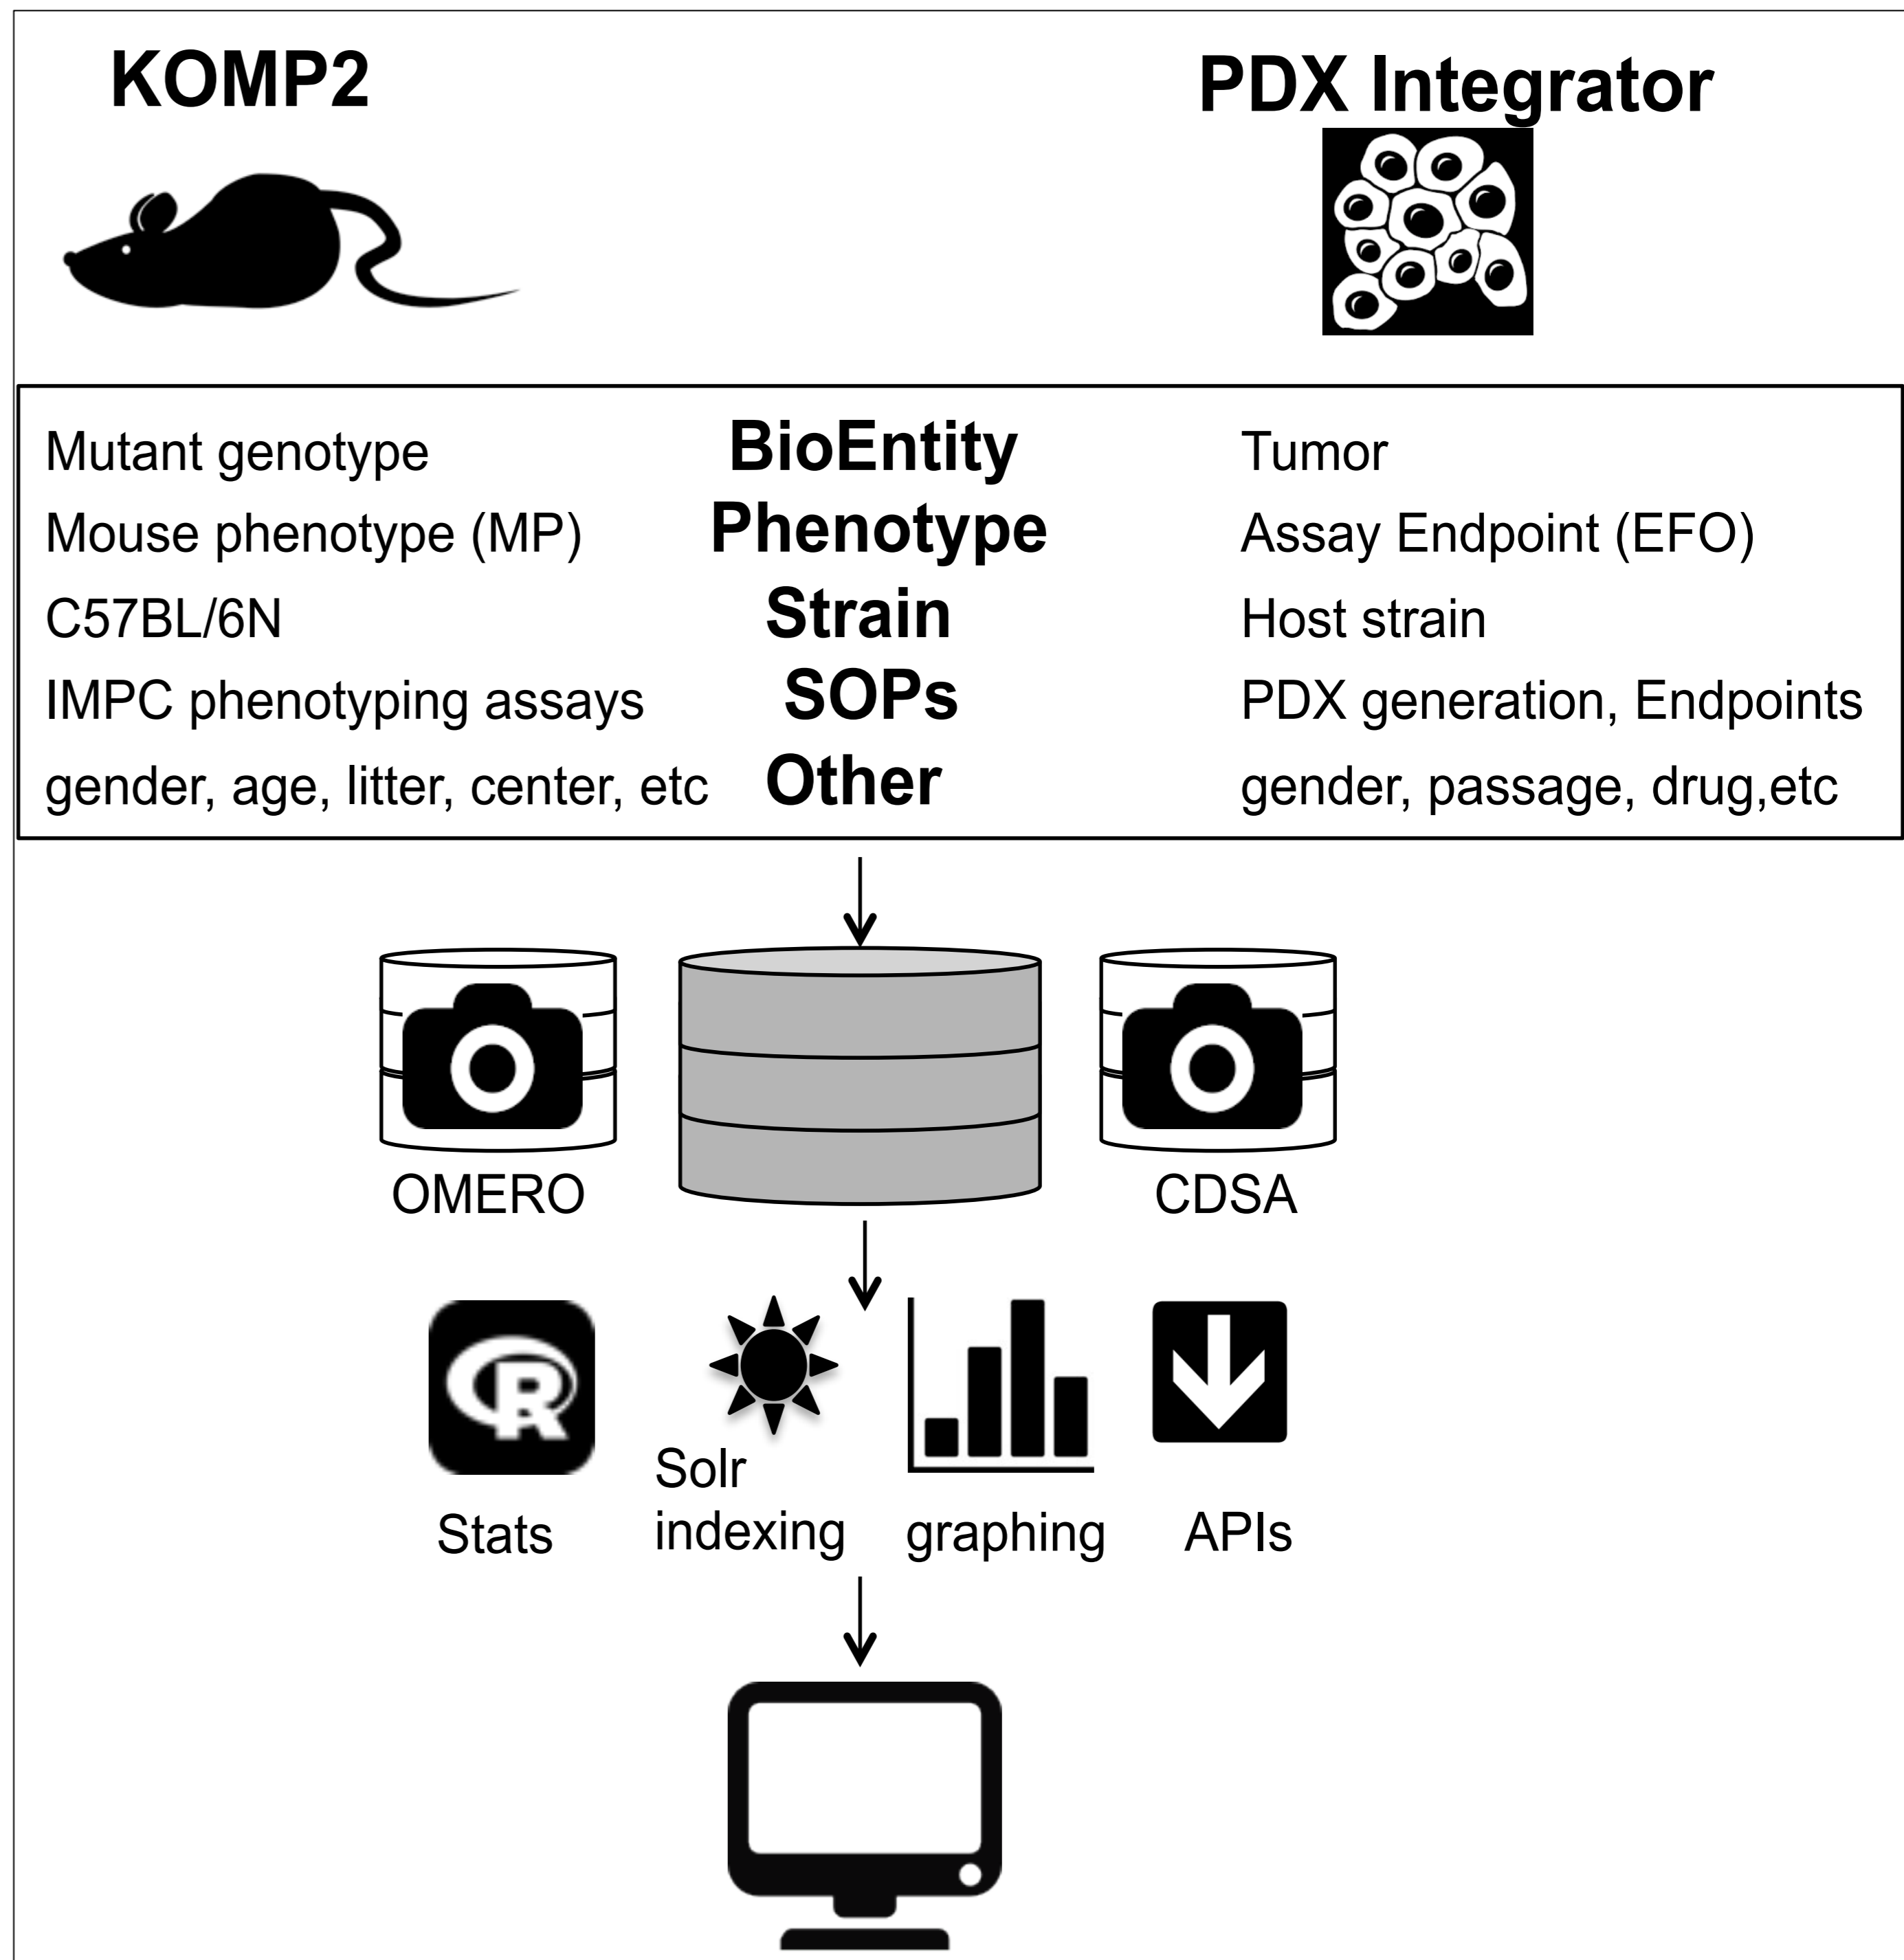 KOMP2
PDX Integrator
Mutant genotype BioEntity Tumor
Mouse phenotype (MP) Phenotype Assay Endpoint (EFO)
C57BL/6N Strain Host strain
IMPC phenotyping assays SOPs PDX generation, Endpoints
gender, age, litter, center, etc Other gender, passage, drug,etc
OMERO
CDSA
R
Stats
Solr
indexing
graphing
APIs